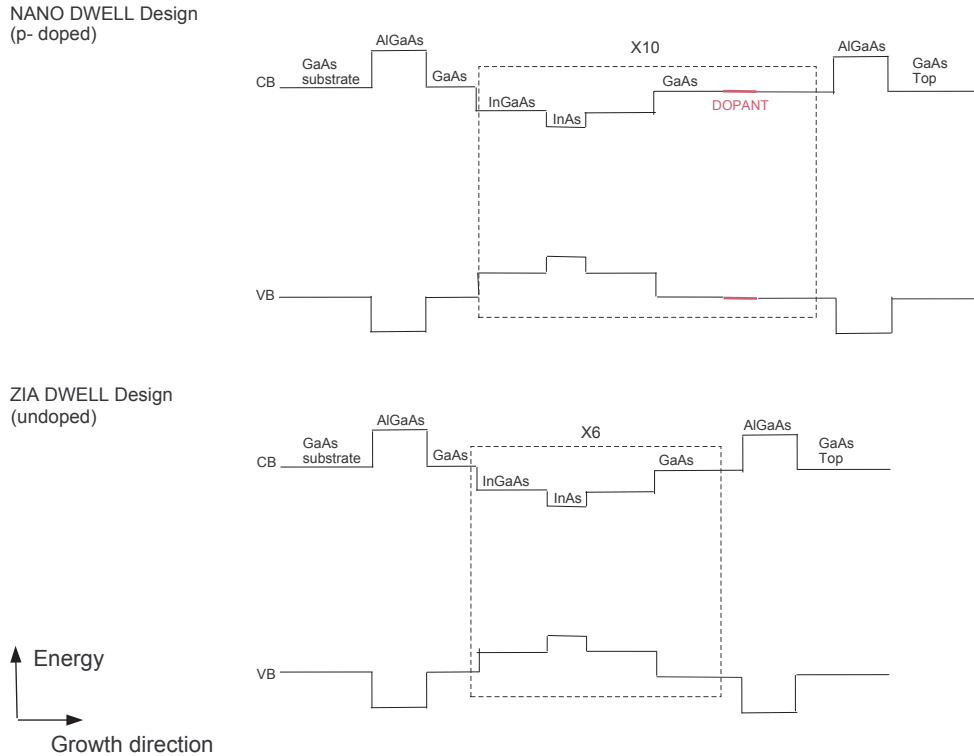 NANO DWELL Design
(p- doped)
AlGaAs
X10
AlGaAs
GaAs
substrate
GaAs
GaAs
GaAs
Top
CB
InGaAs
InAs
DOPANT
VB
ZIA DWELL Design
(undoped)
AlGaAs
X6
AlGaAs
GaAs
substrate
GaAs
GaAs
GaAs
Top
CB
InGaAs
InAs
Energy
VB
Growth direction